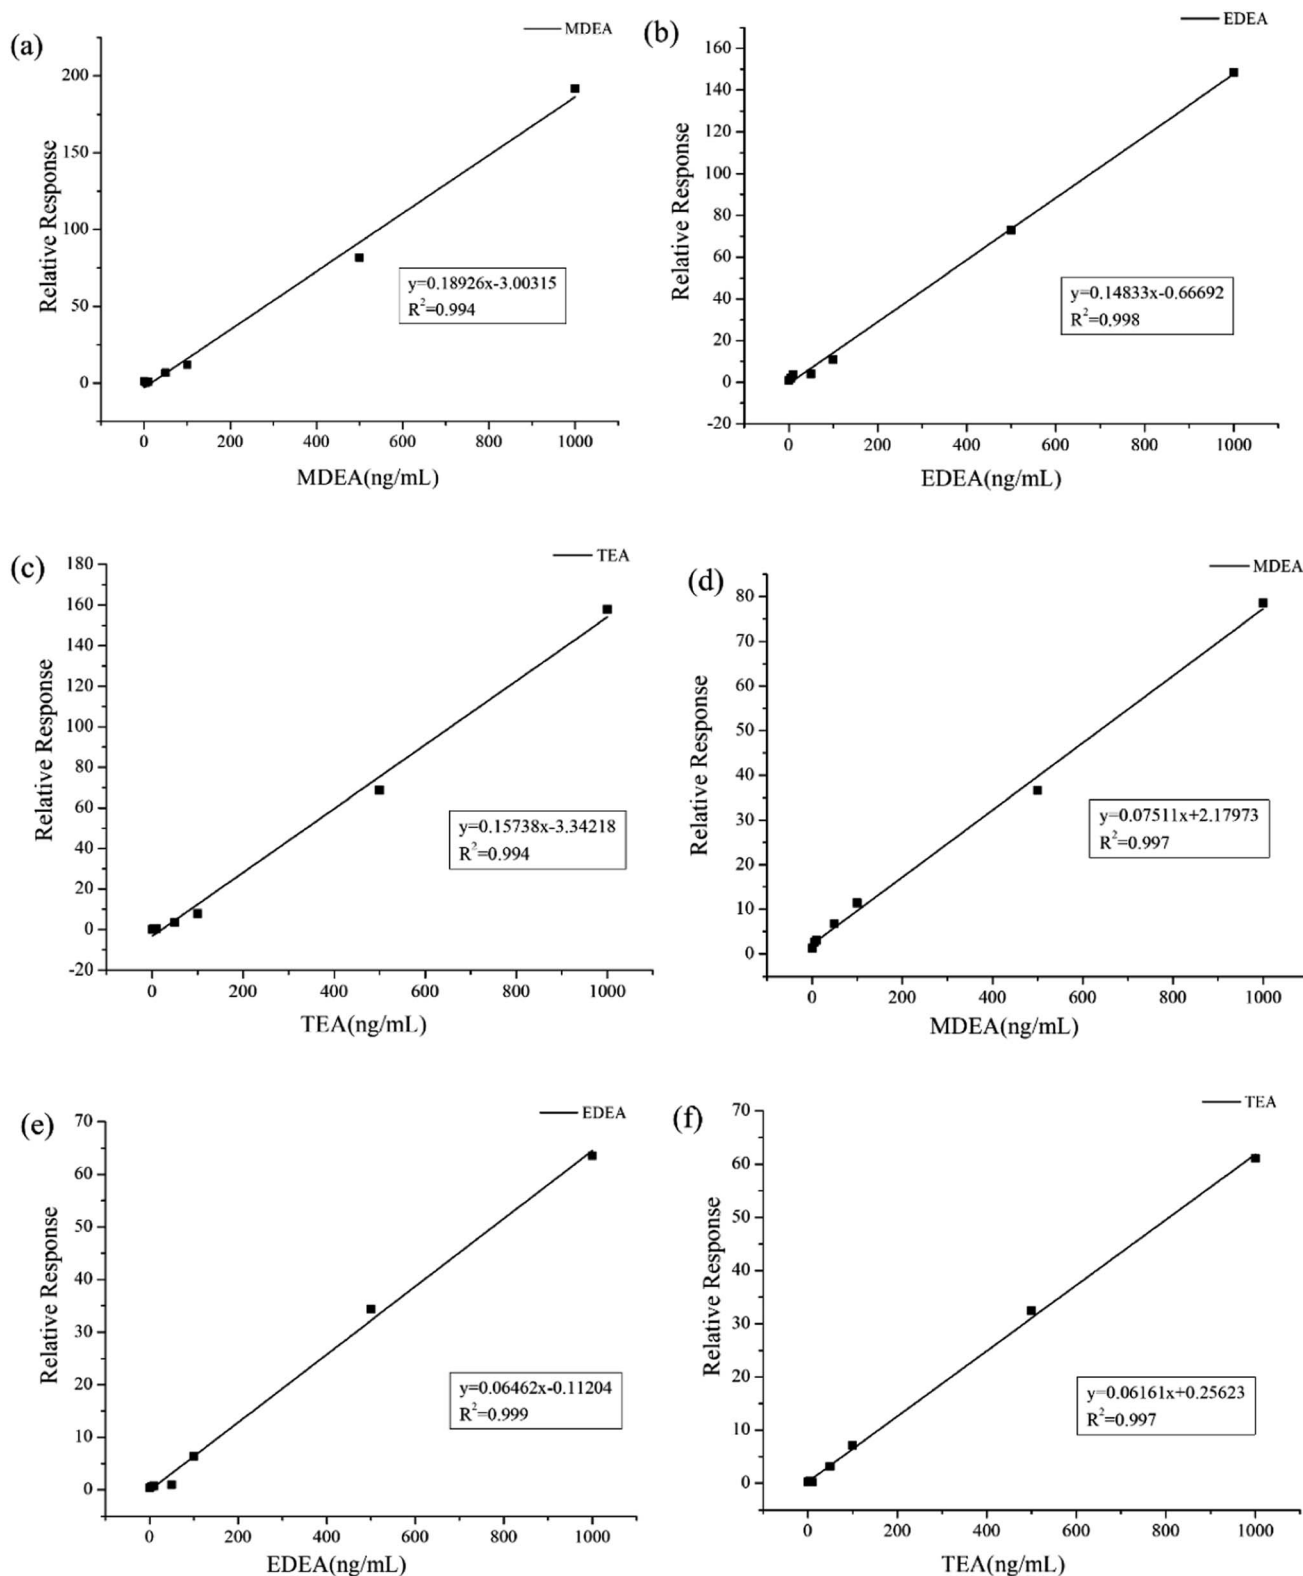 (a)
MDEA
200
150
100
50
0
Relative Response
y=0.18926x-3.00315
R²=0.994
0 200 400 600 800 1000
MDEA(ng/mL)
(b)
EDEA
160
140
120
100
80
60
40
20
0
-20
Relative Response
y=0.14833x-0.66692
R²=0.998
0 200 400 600 800 1000
EDEA(ng/mL)
(c)
TEA
180
160
140
120
100
80
60
40
20
0
-20
Relative Response
y=0.15738x-3.34218
R²=0.994
0 200 400 600 800 1000
TEA(ng/mL)
(d)
MDEA
80
70
60
50
40
30
20
10
0
Relative Response
y=0.07511x+2.17973
R²=0.997
0 200 400 600 800 1000
MDEA(ng/mL)
(e)
EDEA
70
60
50
40
30
20
10
0
Relative Response
y=0.06462x-0.11204
R²=0.999
0 200 400 600 800 1000
EDEA(ng/mL)
(f)
TEA
70
60
50
40
30
20
10
0
Relative Response
y=0.06161x+0.25623
R²=0.997
0 200 400 600 800 1000
TEA(ng/mL)